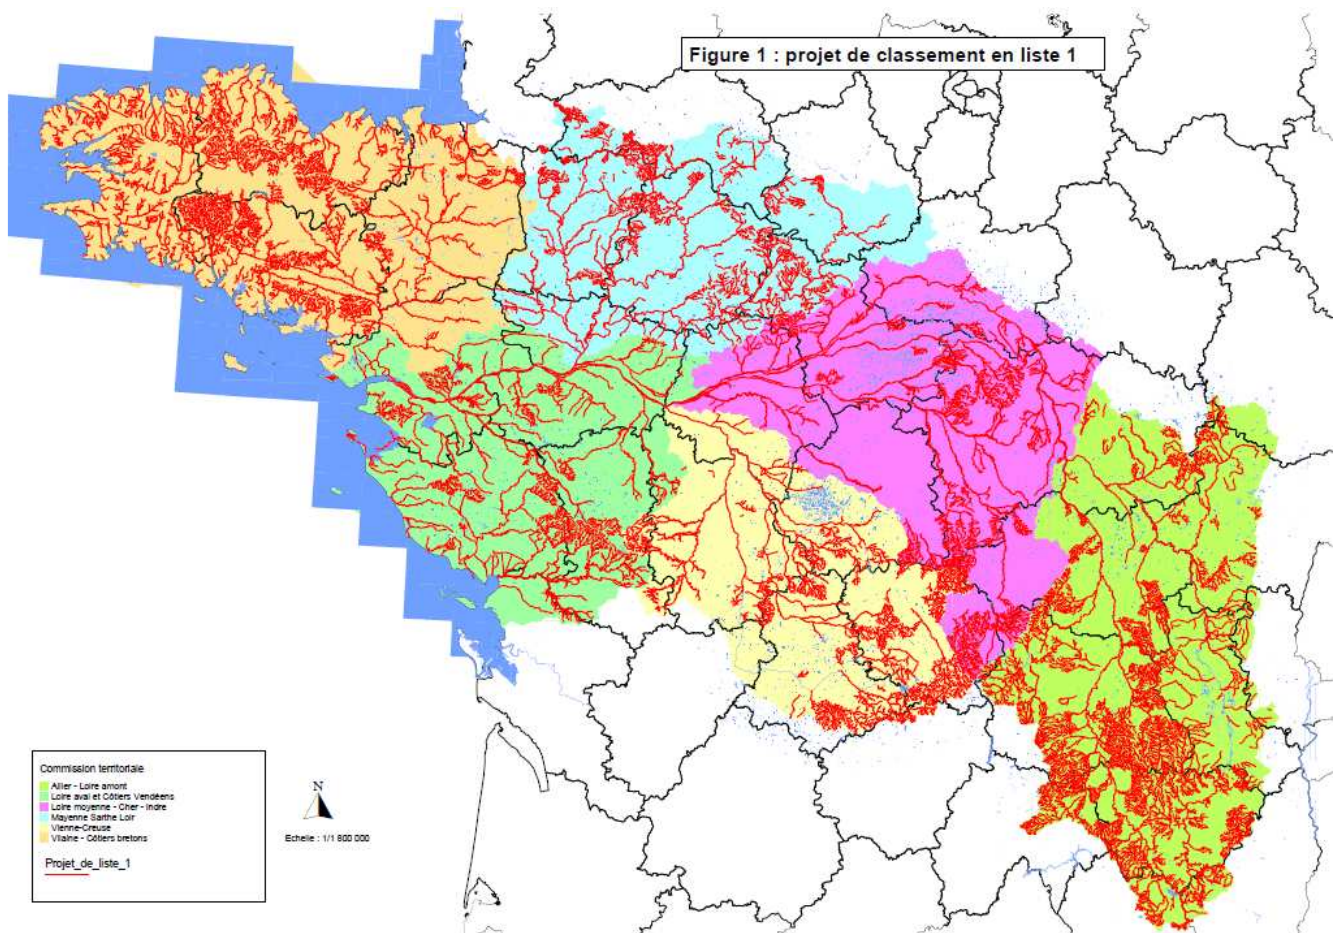 Figure 1 : projet de classement en liste 1
Commission territoriale
Allier - Loire amont
Loire aval et Côtiers Vendéens
Loire moyenne - Cher - Indre
Mayenne Sarthe Loir
Vienne-Creuse
Vilaine - Côtiers bretons
Projet_de_liste_1
N
Echelle : 1/1 800 000